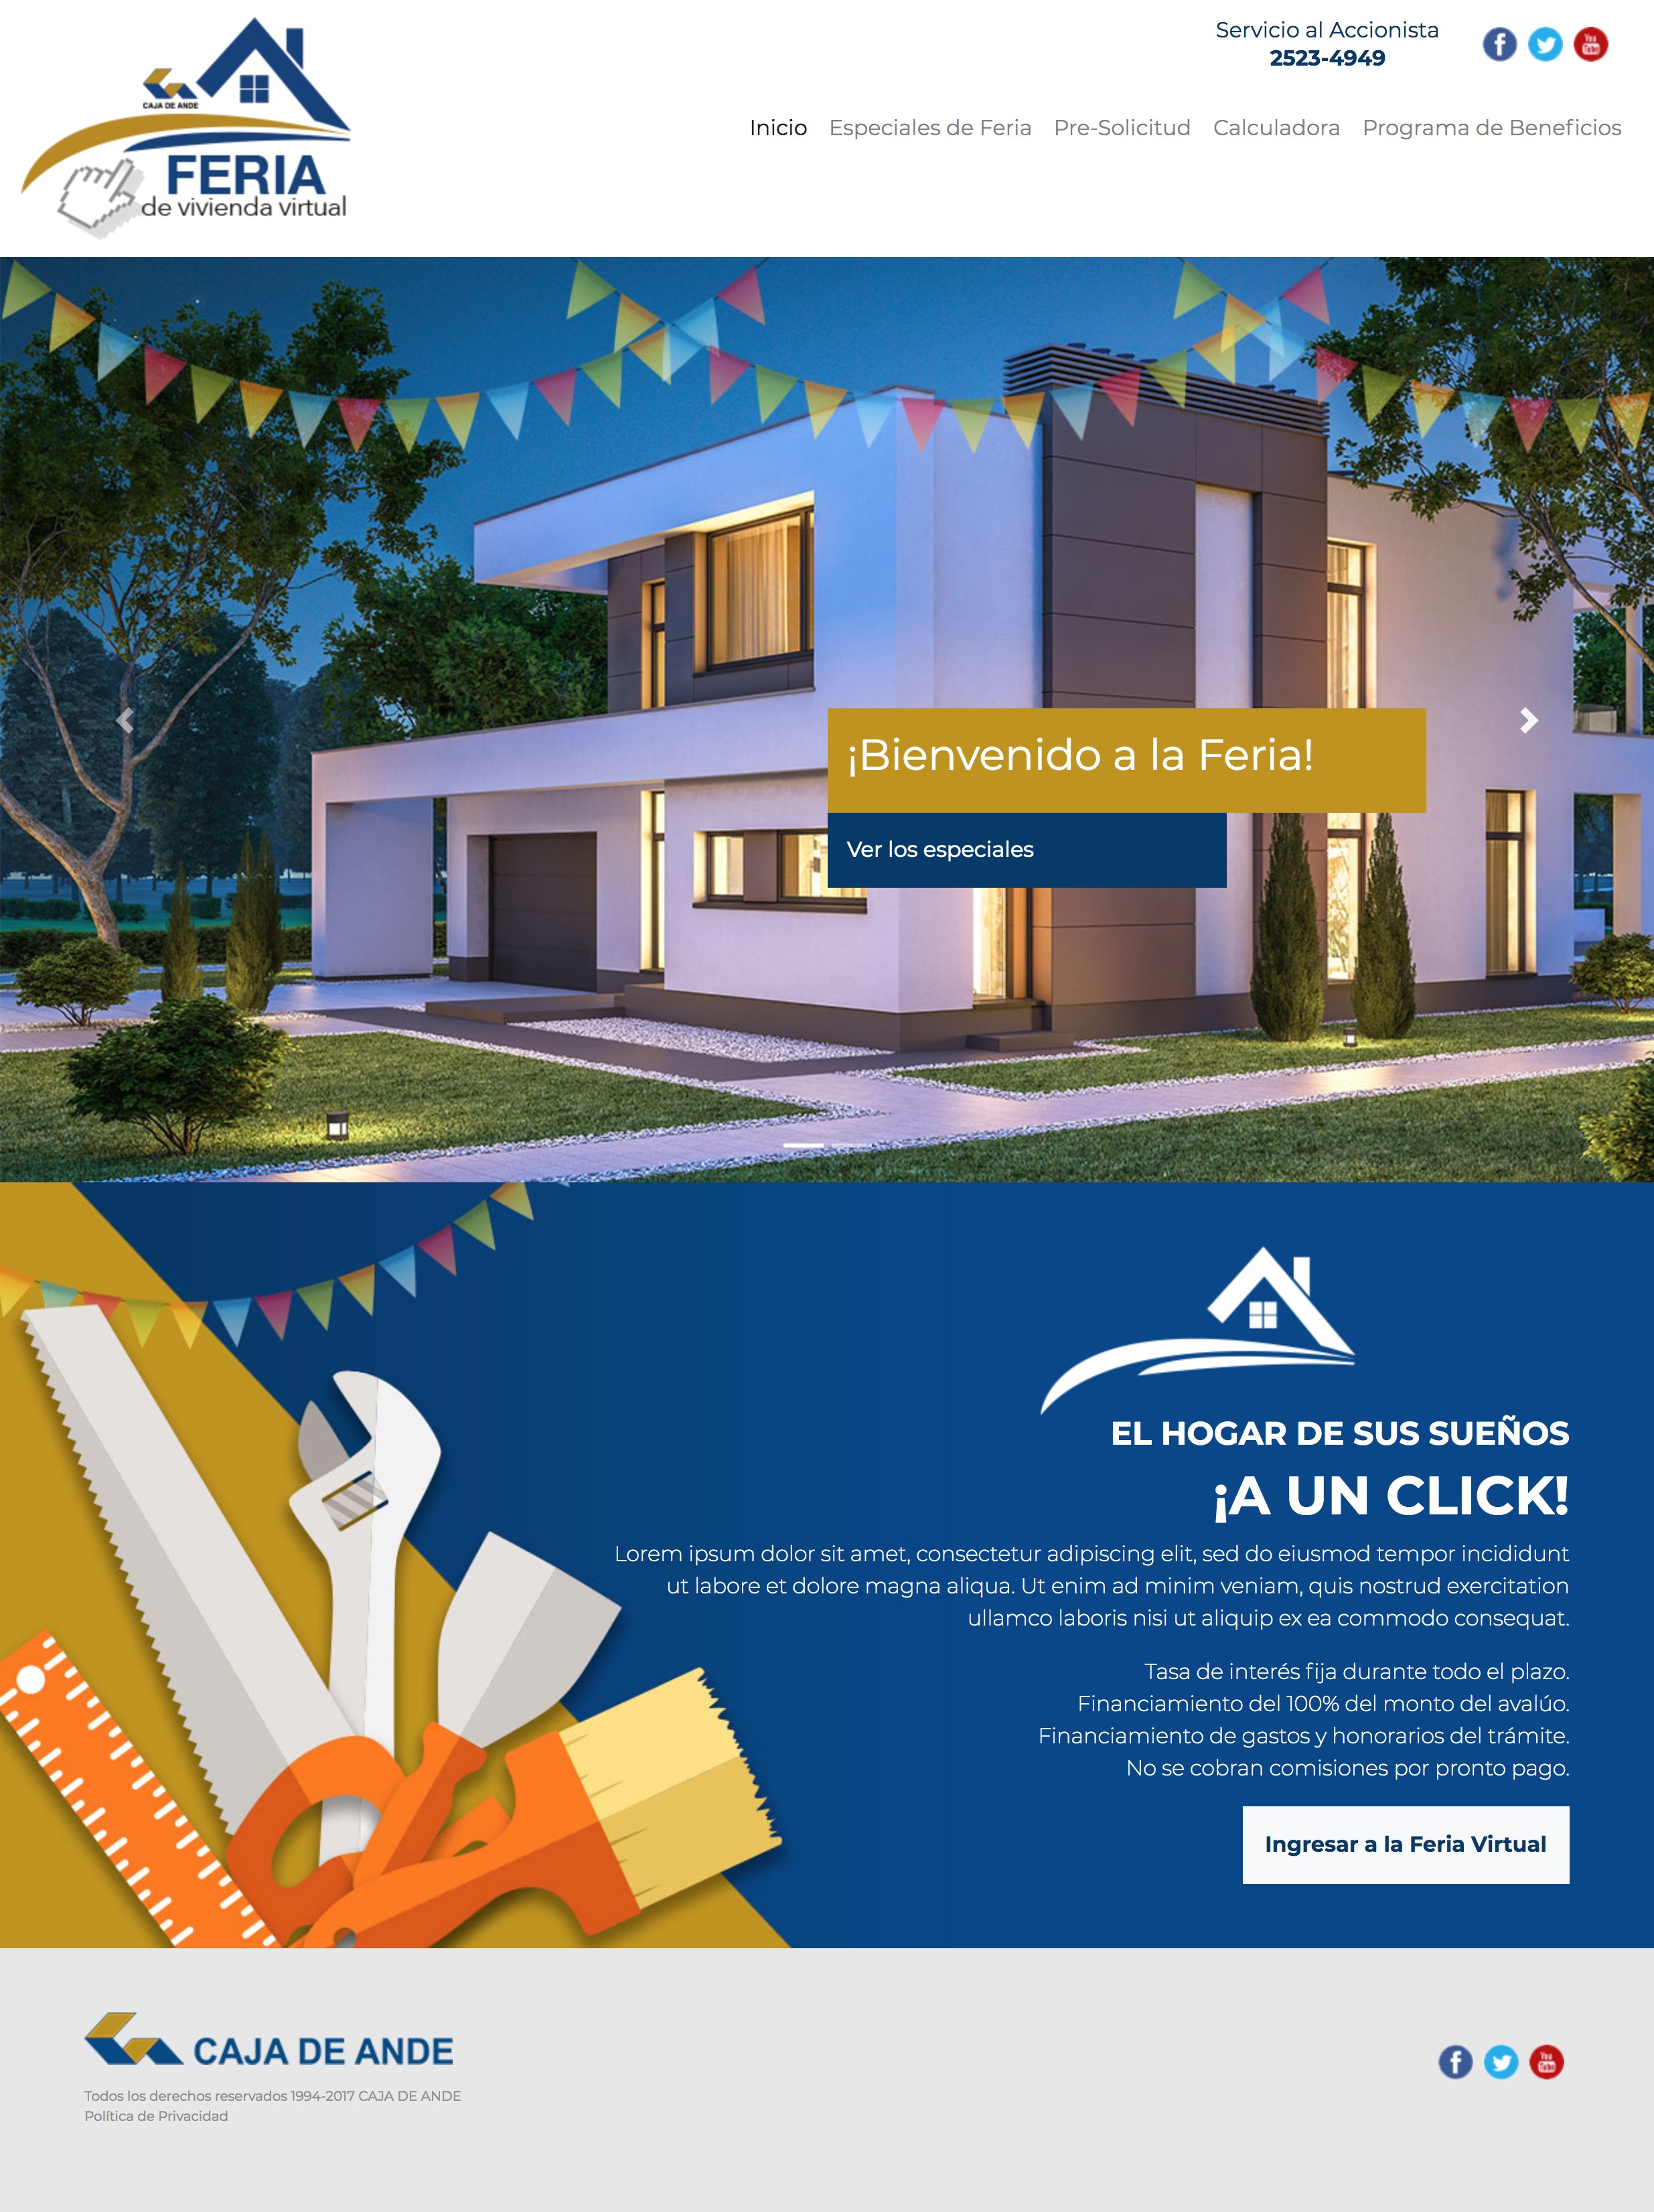 CAJA DE ANDE
FERIA
de vivienda virtual
Servicio al Accionista
2523-4949
You
Tube
Inicio Especiales de Feria Pre-Solicitud Calculadora Programa de Beneficios
¡Bienvenido a la Feria!
Ver los especiales
EL HOGAR DE SUS SUEÑOS
¡A UN CLICK!
Lorem ipsum dolor sit amet, consectetur adipiscing elit, sed do eiusmod tempor incididunt
ut labore et dolore magna aliqua. Ut enim ad minim veniam, quis nostrud exercitation
ullamco laboris nisi ut aliquip ex ea commodo consequat.
Tasa de interés fija durante todo el plazo.
Financiamiento del 100% del monto del avalúo.
Financiamiento de gastos y honorarios del trámite.
No se cobran comisiones por pronto pago.
Ingresar a la Feria Virtual
CAJA DE ANDE
You
Tube
Todos los derechos reservados 1994-2017 CAJA DE ANDE
Política de Privacidad